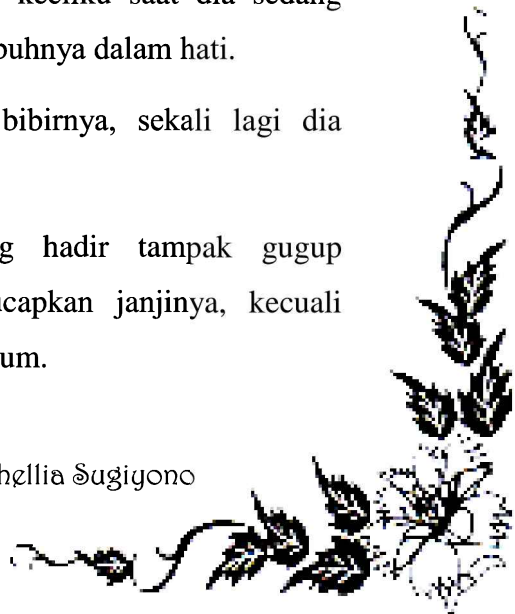 kecilku saat dia sedang
buhnya dalam hati.
bibirnya, sekali lagi dia
g hadir tampak gugup
capkan janjinya, kecuali
um.
hellia Sugiyono